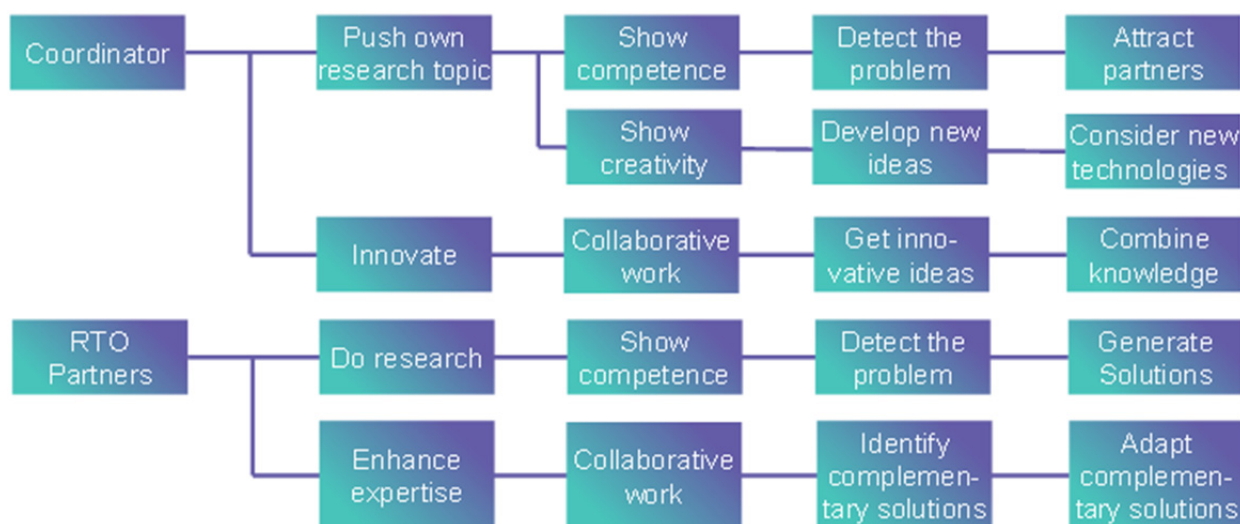 Coordinator
Push own
research topic
Show
competence
Detect the
problem
Attract
partners
Show
creativity
Develop new
ideas
Consider new
technologies
Innovate
Collaborative
work
Get inno-
vative ideas
Combine
knowledge
RTO
Partners
Do research
Show
competence
Detect the
problem
Generate
Solutions
Enhance
expertise
Collaborative
work
Identify
complemen-
tary solutions
Adapt
complemen-
tary solutions